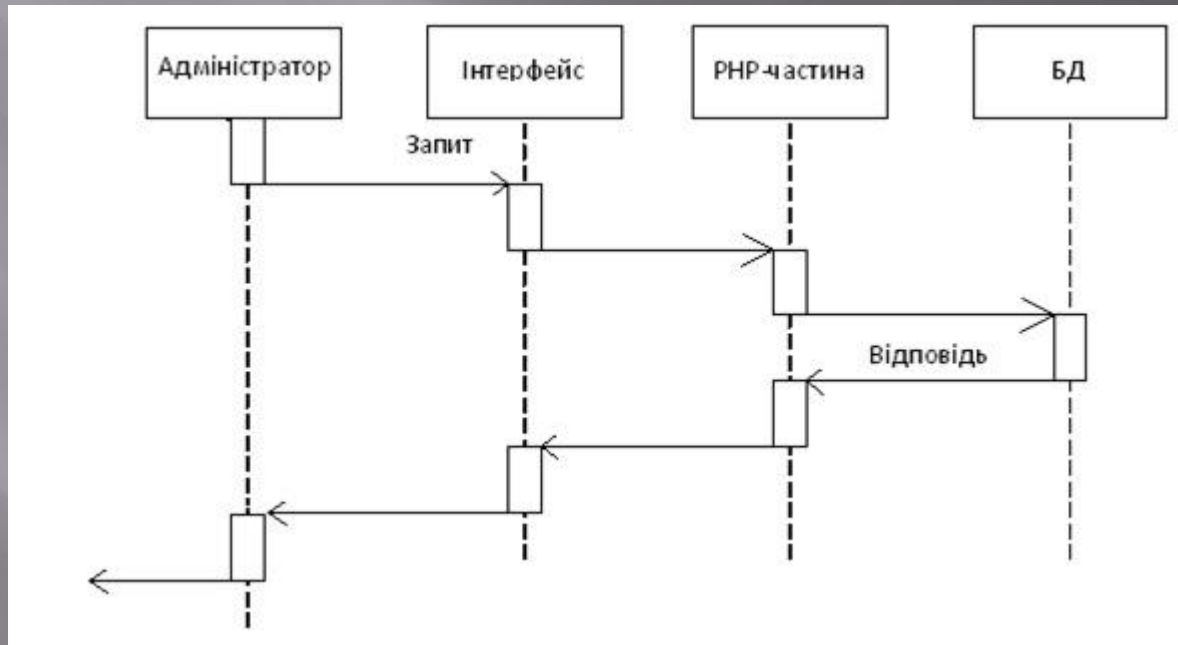 Адміністратор
Інтерфейс
PHP-частина
БД
Запит
Відповідь